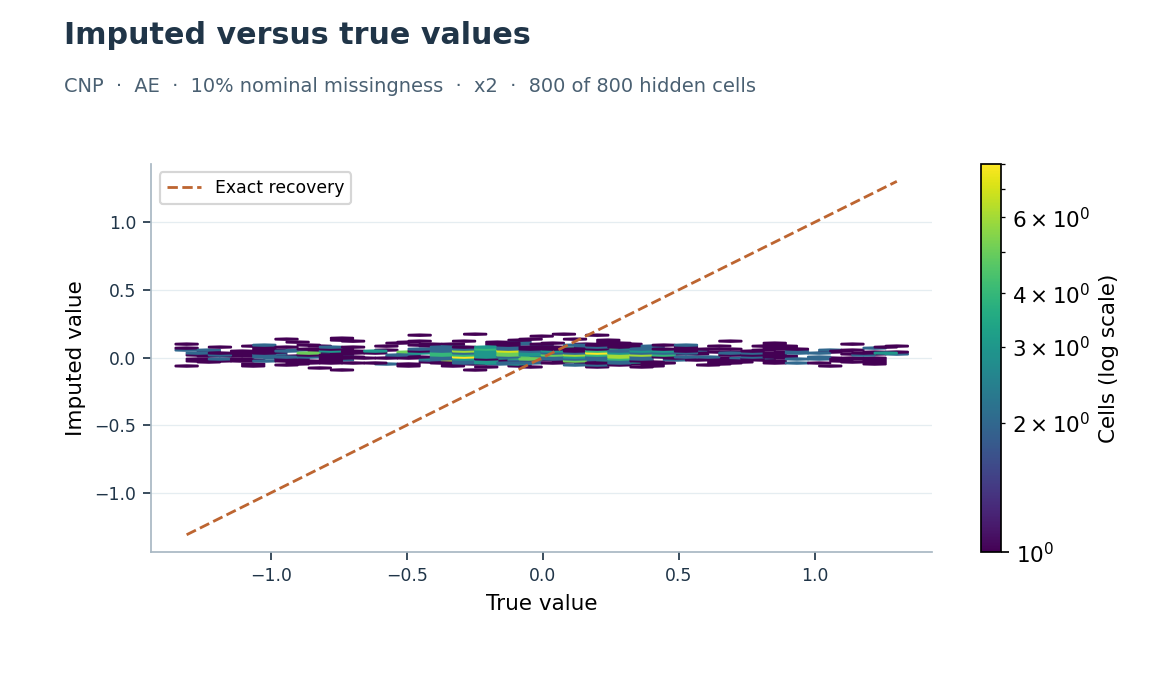 Imputed versus true values
CNP · AE · 10% nominal missingness · x2 · 800 of 800 hidden cells
Exact recovery
1.0
0.5
0.0
−0.5
−1.0
Imputed value
−1.0
−0.5
0.0
0.5
1.0
True value
6 × 10⁰
4 × 10⁰
3 × 10⁰
2 × 10⁰
10⁰
Cells (log scale)